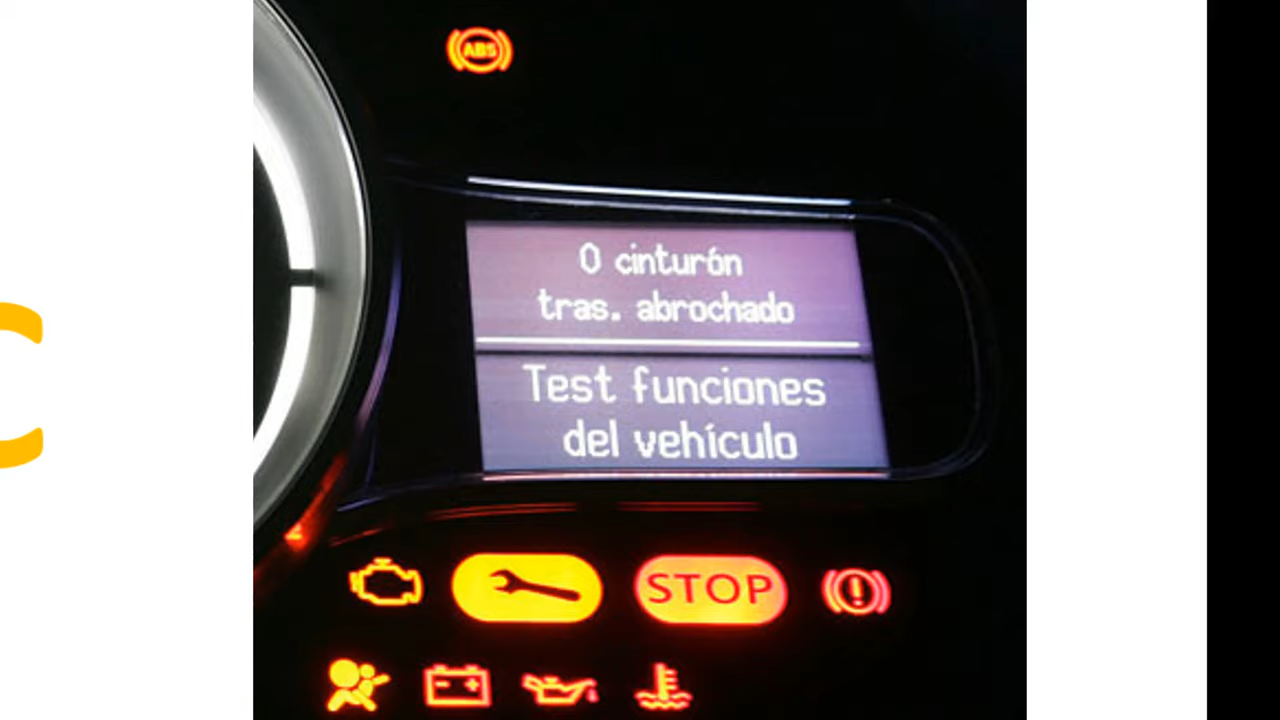 ABS
0 cinturón
tras. abrochado
Test funciones
del vehículo
STOP